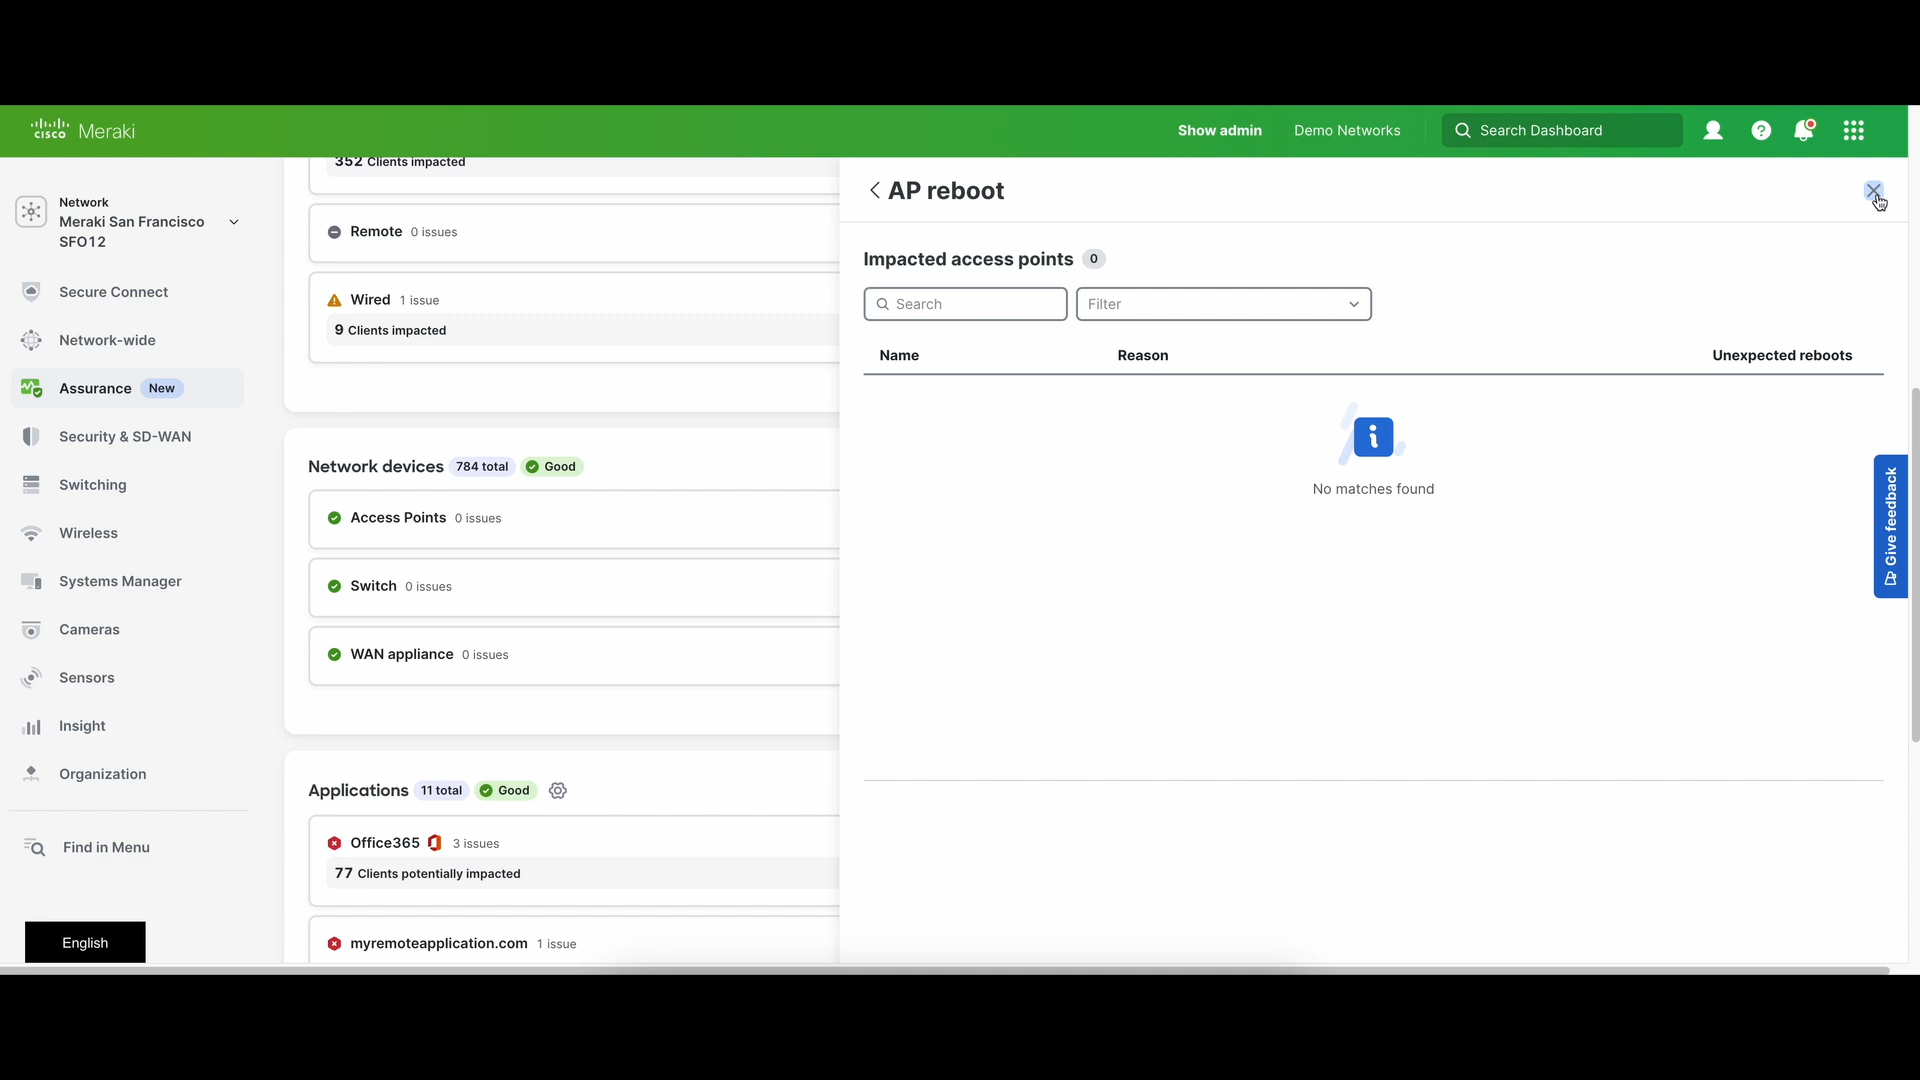 cisco Meraki
Show admin
Demo Networks
Search Dashboard
Network
Meraki San Francisco
SFO12
Secure Connect
Network-wide
Assurance New
Security & SD-WAN
Switching
Wireless
Systems Manager
Cameras
Sensors
Insight
Organization
Find in Menu
English
352 Clients impacted
Remote 0 issues
Wired 1 issue
9 Clients impacted
Network devices 784 total Good
Access Points 0 issues
Switch 0 issues
WAN appliance 0 issues
Applications 11 total Good
Office365 3 issues
77 Clients potentially impacted
myremoteapplication.com 1 issue
AP reboot
Impacted access points 0
Search
Filter
Name Reason Unexpected reboots
No matches found
Give feedback